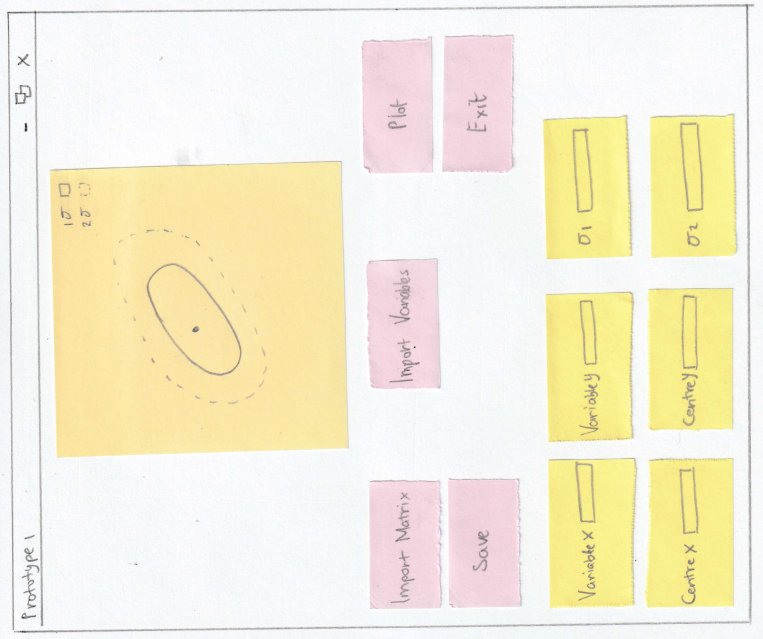 Prototype 1
1σ
2σ
Import Matrix
Import Variables
Plot
Save
Exit
Variable X
Variable y
σ1
Centre X
Centre y
σ2